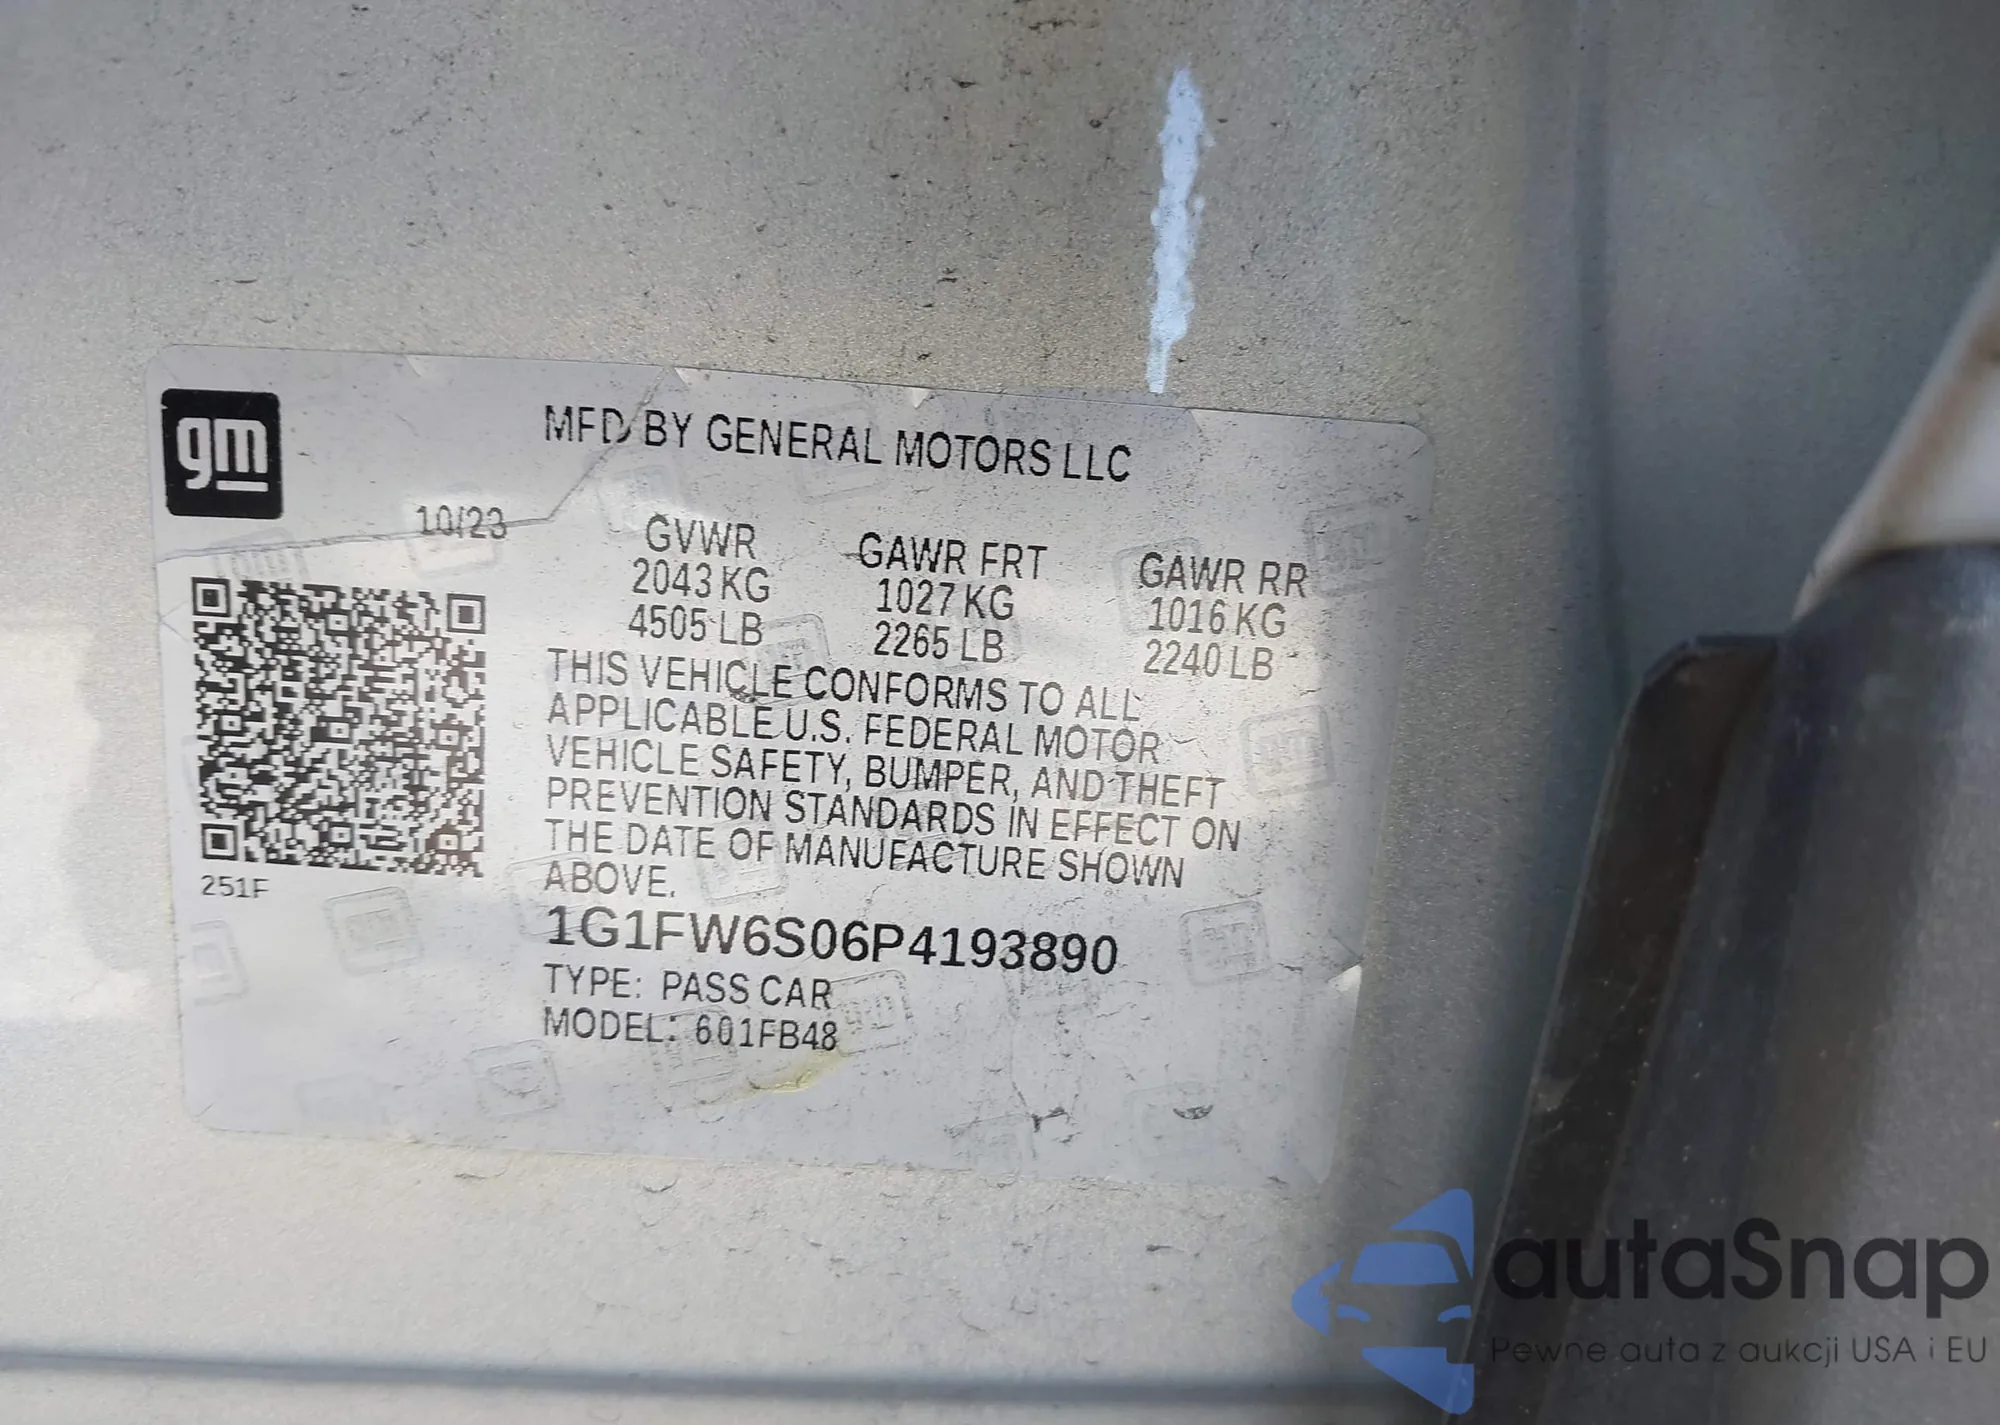 gm
MFD BY GENERAL MOTORS LLC
10/23
GVWR GAWR FRT GAWR RR
2043 KG 1027 KG 1016 KG
4505 LB 2265 LB 2240 LB
THIS VEHICLE CONFORMS TO ALL
APPLICABLE U.S. FEDERAL MOTOR
VEHICLE SAFETY, BUMPER, AND THEFT
PREVENTION STANDARDS IN EFFECT ON
THE DATE OF MANUFACTURE SHOWN
ABOVE.
251F
1G1FW6S06P4193890
TYPE: PASS CAR
MODEL: 601FB48
autaSnap
Pewne auta z aukcji USA i EU